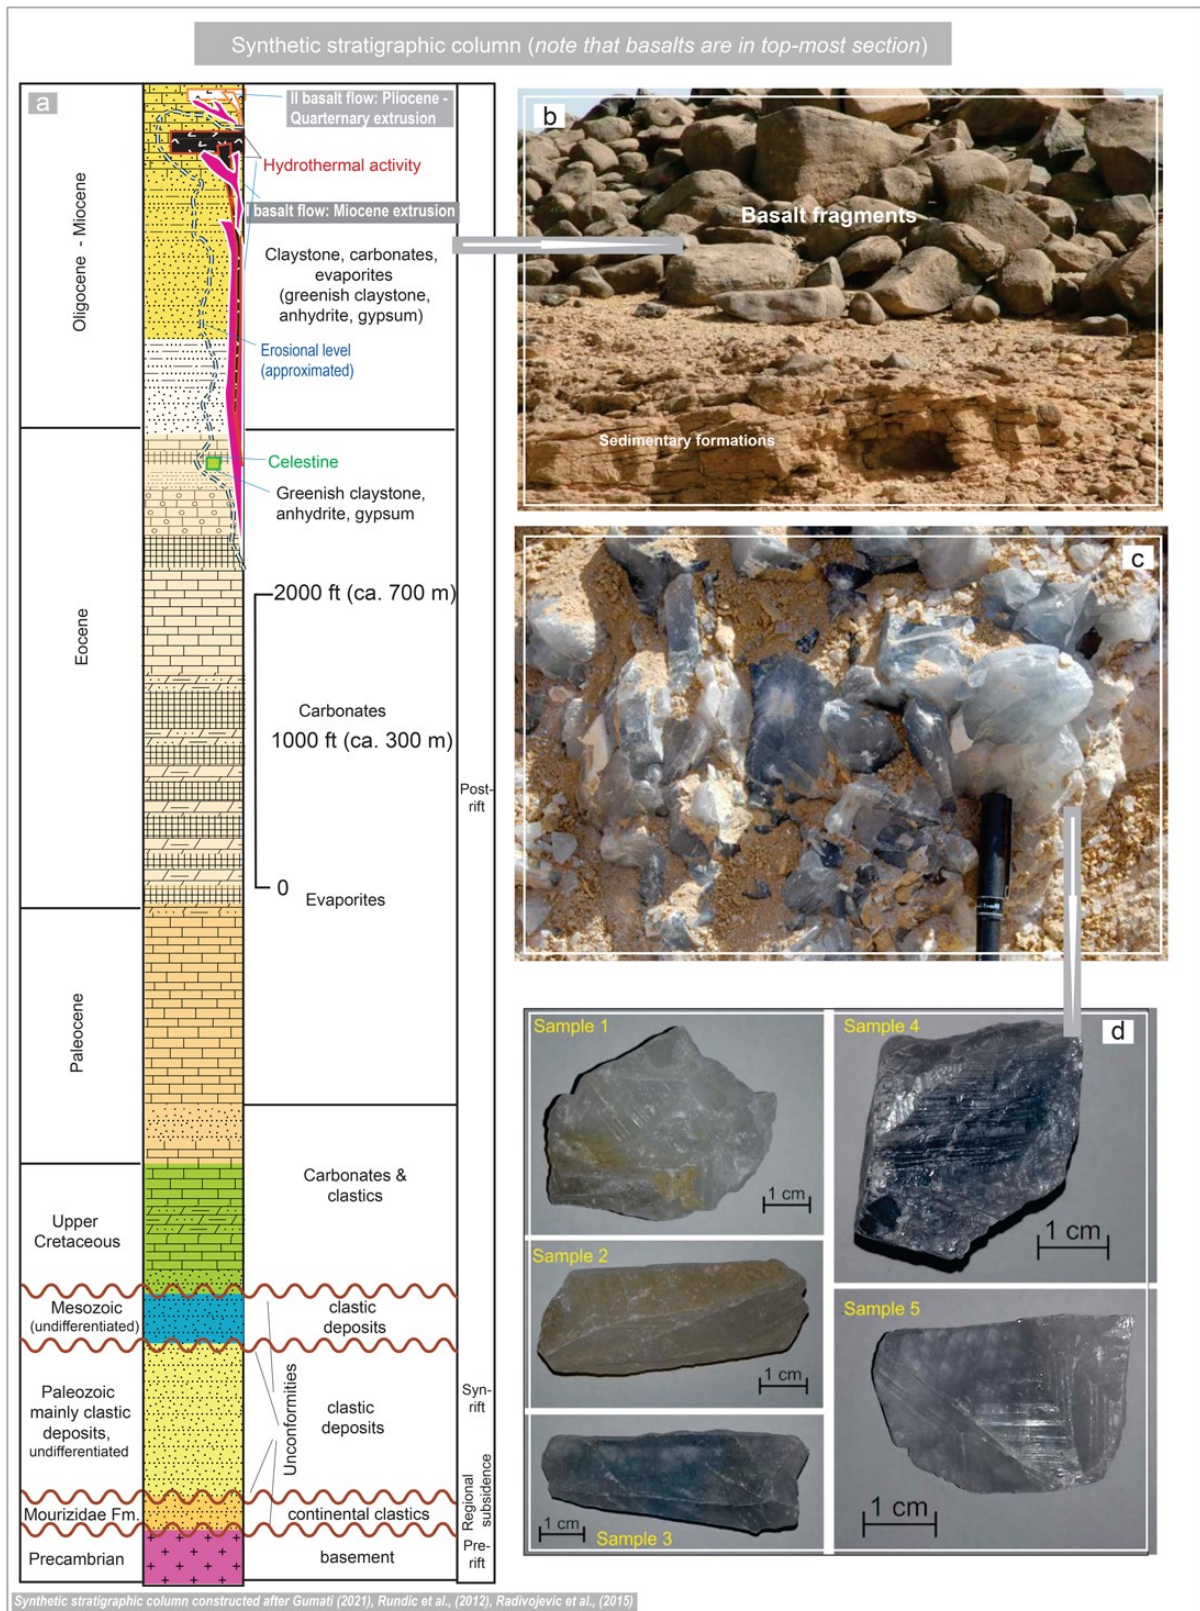 Synthetic stratigraphic column (note that basalts are in top-most section)
a
II basalt flow: Pliocene -
Quarternary extrusion
Hydrothermal activity
I basalt flow: Miocene extrusion
Oligocene - Miocene
Claystone, carbonates,
evaporites
(greenish claystone,
anhydrite, gypsum)
Erosional level
(approximated)
Celestine
Greenish claystone,
anhydrite, gypsum
Eocene
2000 ft (ca. 700 m)
Carbonates
1000 ft (ca. 300 m)
0
Evaporites
Post-
rift
Paleocene
Carbonates &
clastics
Upper
Cretaceous
Mesozoic
(undifferentiated)
clastic
deposits
Unconformities
Paleozoic
mainly clastic
deposits,
undifferentiated
clastic
deposits
Syn-
rift
Regional
subsidence
Mourizidae Fm.
continental clastics
Precambrian
basement
Pre-
rift
Synthetic stratigraphic column constructed after Gumati (2021), Rundic et al., (2012), Radivojevic et al., (2015)
b
Basalt fragments
Sedimentary formations
c
d
Sample 1
1 cm
Sample 2
1 cm
1 cm
Sample 3
Sample 4
1 cm
Sample 5
1 cm